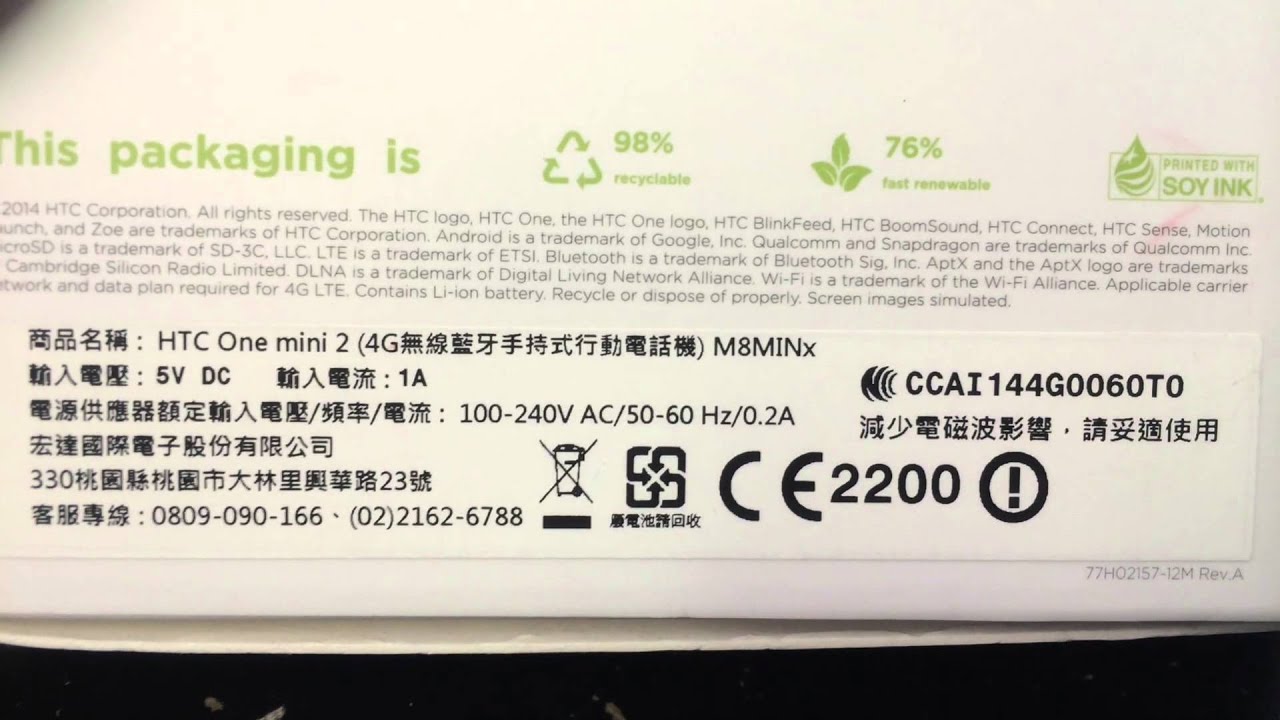 This packaging is
98%
recyclable
76%
fast renewable
PRINTED WITH
SOY INK
2014 HTC Corporation. All rights reserved. The HTC logo, HTC One, the HTC One logo, HTC BlinkFeed, HTC BoomSound, HTC Connect, HTC Sense, Motion
aunch, and Zoe are trademarks of HTC Corporation. Android is a trademark of Google, Inc. Qualcomm and Snapdragon are trademarks of Qualcomm Inc.
icroSD is a trademark of SD-3C, LLC. LTE is a trademark of ETSI. Bluetooth is a trademark of Bluetooth Sig, Inc. AptX and the AptX logo are trademarks
Cambridge Silicon Radio Limited. DLNA is a trademark of Digital Living Network Alliance. Wi-Fi is a trademark of the Wi-Fi Alliance. Applicable carrier
etwork and data plan required for 4G LTE. Contains Li-ion battery. Recycle or dispose of properly. Screen images simulated.
商品名稱: HTC One mini 2 (4G無線藍牙手持式行動電話機) M8MINx
輸入電壓: 5V DC 輸入電流: 1A
電源供應器額定輸入電壓/頻率/電流: 100-240V AC/50-60 Hz/0.2A
宏達國際電子股份有限公司
330桃園縣桃園市大林里興華路23號
客服專線: 0809-090-166、(02)2162-6788
廢電池請回收
CCAI144G0060T0
減少電磁波影響，請妥適使用
CE2200
77H02157-12M Rev.A